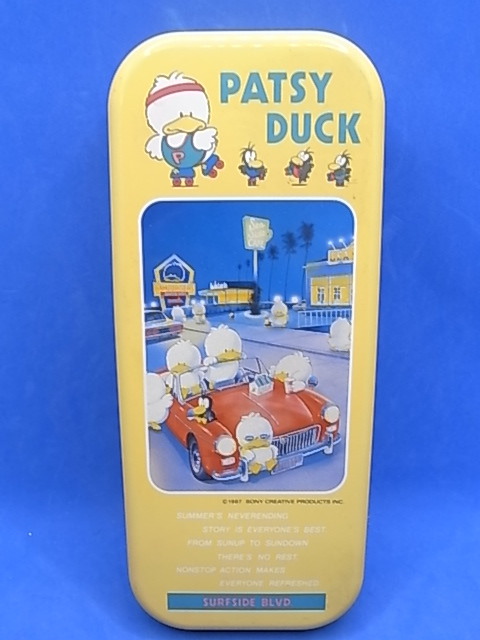 PATSY
DUCK
©1987 SONY CREATIVE PRODUCTS INC.
SUMMER'S NEVERENDING
STORY IS EVERYONE'S BEST.
FROM SUNUP TO SUNDOWN
THERE'S NO REST.
NONSTOP ACTION MAKES
EVERYONE REFRESHED.
SURFSIDE BLVD.